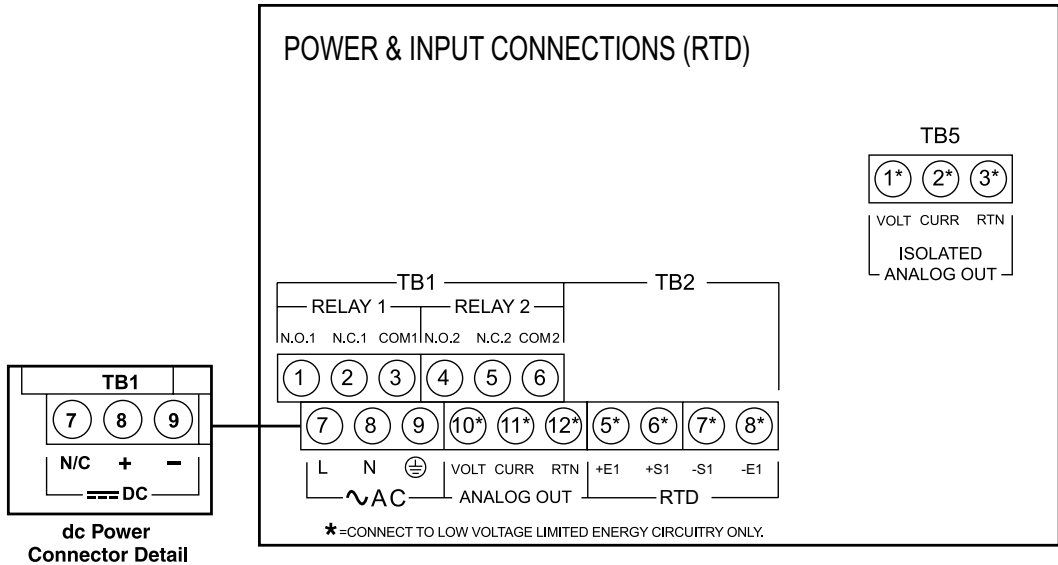 POWER & INPUT CONNECTIONS (RTD)
TB5
1* 2* 3*
VOLT CURR RTN
ISOLATED
ANALOG OUT
TB1 TB2
RELAY 1 RELAY 2
N.O.1 N.C.1 COM1 N.O.2 N.C.2 COM2
1 2 3 4 5 6
7 8 9 10* 11* 12* 5* 6* 7* 8*
L N VOLT CURR RTN +E1 +S1 -S1 -E1
AC ANALOG OUT RTD
*=CONNECT TO LOW VOLTAGE LIMITED ENERGY CIRCUITRY ONLY.
TB1
7 8 9
N/C + −
DC
dc Power
Connector Detail